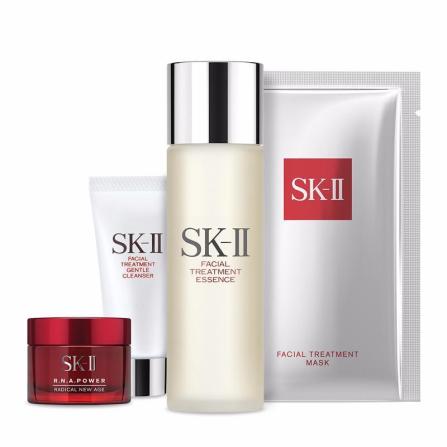 SK-II
FACIAL
TREATMENT
GENTLE
CLEANSER
SK-II
R.N.A.POWER
RADICAL NEW AGE
SK-II
FACIAL
TREATMENT
ESSENCE
SK-II
FACIAL TREATMENT
MASK